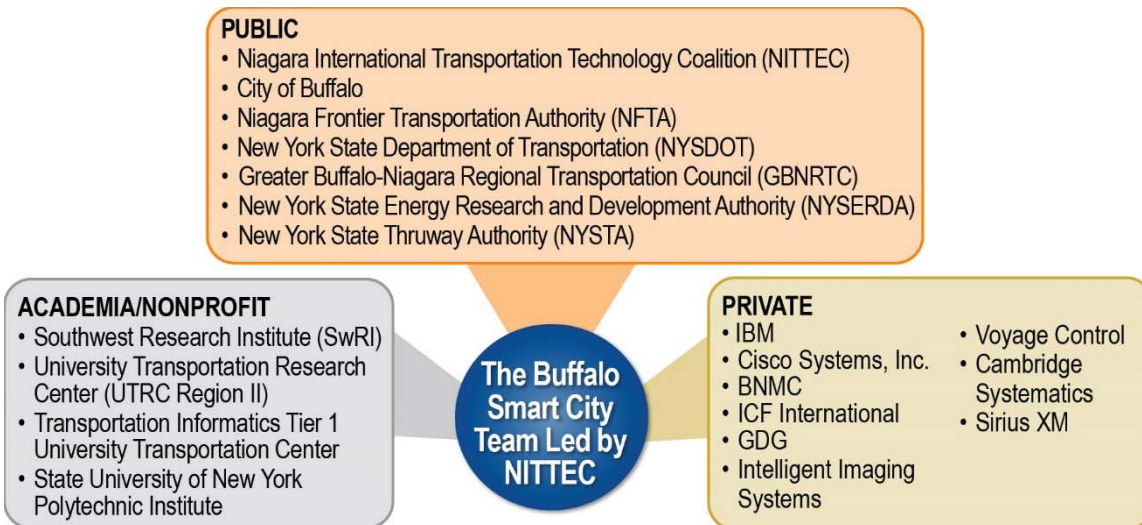 PUBLIC
• Niagara International Transportation Technology Coalition (NITTEC)
• City of Buffalo
• Niagara Frontier Transportation Authority (NFTA)
• New York State Department of Transportation (NYSDOT)
• Greater Buffalo-Niagara Regional Transportation Council (GBNRTC)
• New York State Energy Research and Development Authority (NYSERDA)
• New York State Thruway Authority (NYSTA)
ACADEMIA/NONPROFIT
• Southwest Research Institute (SwRI)
• University Transportation Research
Center (UTRC Region II)
• Transportation Informatics Tier 1
University Transportation Center
• State University of New York
Polytechnic Institute
The Buffalo
Smart City
Team Led by
NITTEC
PRIVATE
• IBM
• Cisco Systems, Inc.
• BNMC
• ICF International
• GDG
• Intelligent Imaging
Systems
• Voyage Control
• Cambridge
Systematics
• Sirius XM